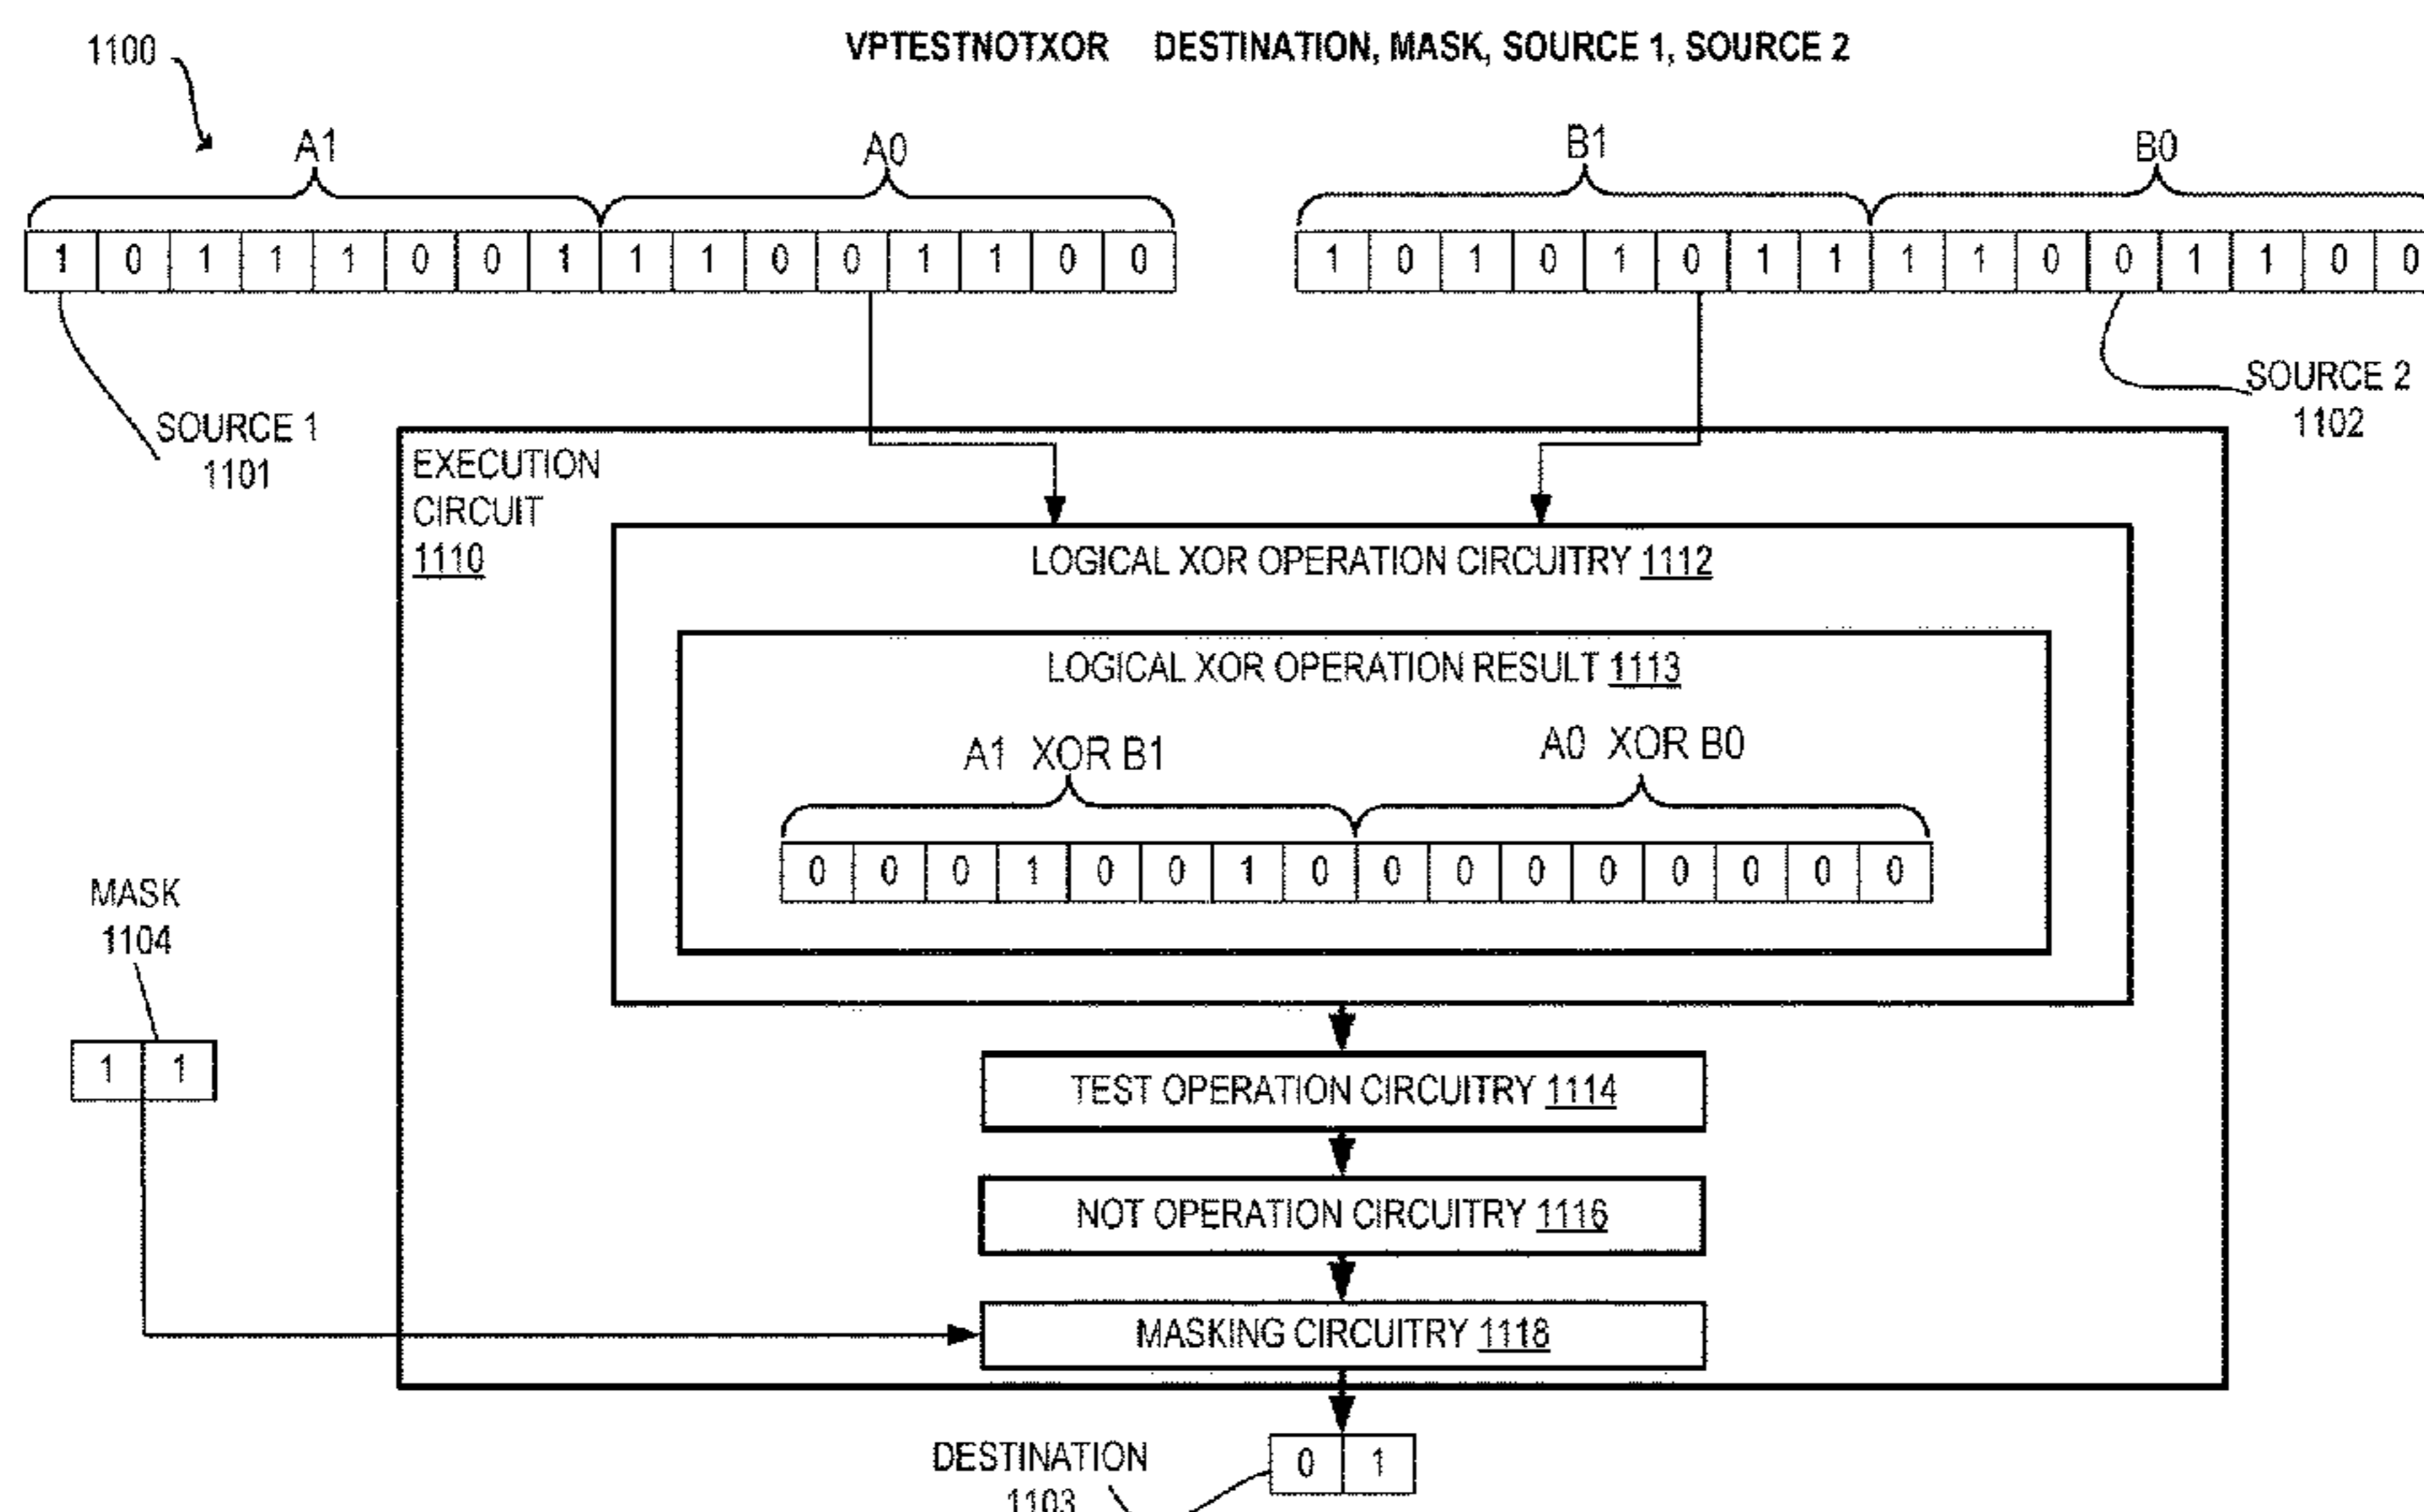 1100
VPTESTNOTXOR DESTINATION, MASK, SOURCE 1, SOURCE 2
A1 A0 B1 B0
1 0 1 1 1 0 0 1 1 1 0 0 1 1 0 0
1 0 1 0 1 0 1 1 1 1 0 0 1 1 0 0
SOURCE 1
1101
SOURCE 2
1102
EXECUTION
CIRCUIT
1110
LOGICAL XOR OPERATION CIRCUITRY 1112
LOGICAL XOR OPERATION RESULT 1113
A1 XOR B1 A0 XOR B0
0 0 0 1 0 0 1 0 0 0 0 0 0 0 0 0
MASK
1104
1 1
TEST OPERATION CIRCUITRY 1114
NOT OPERATION CIRCUITRY 1116
MASKING CIRCUITRY 1118
DESTINATION
1103
0 1